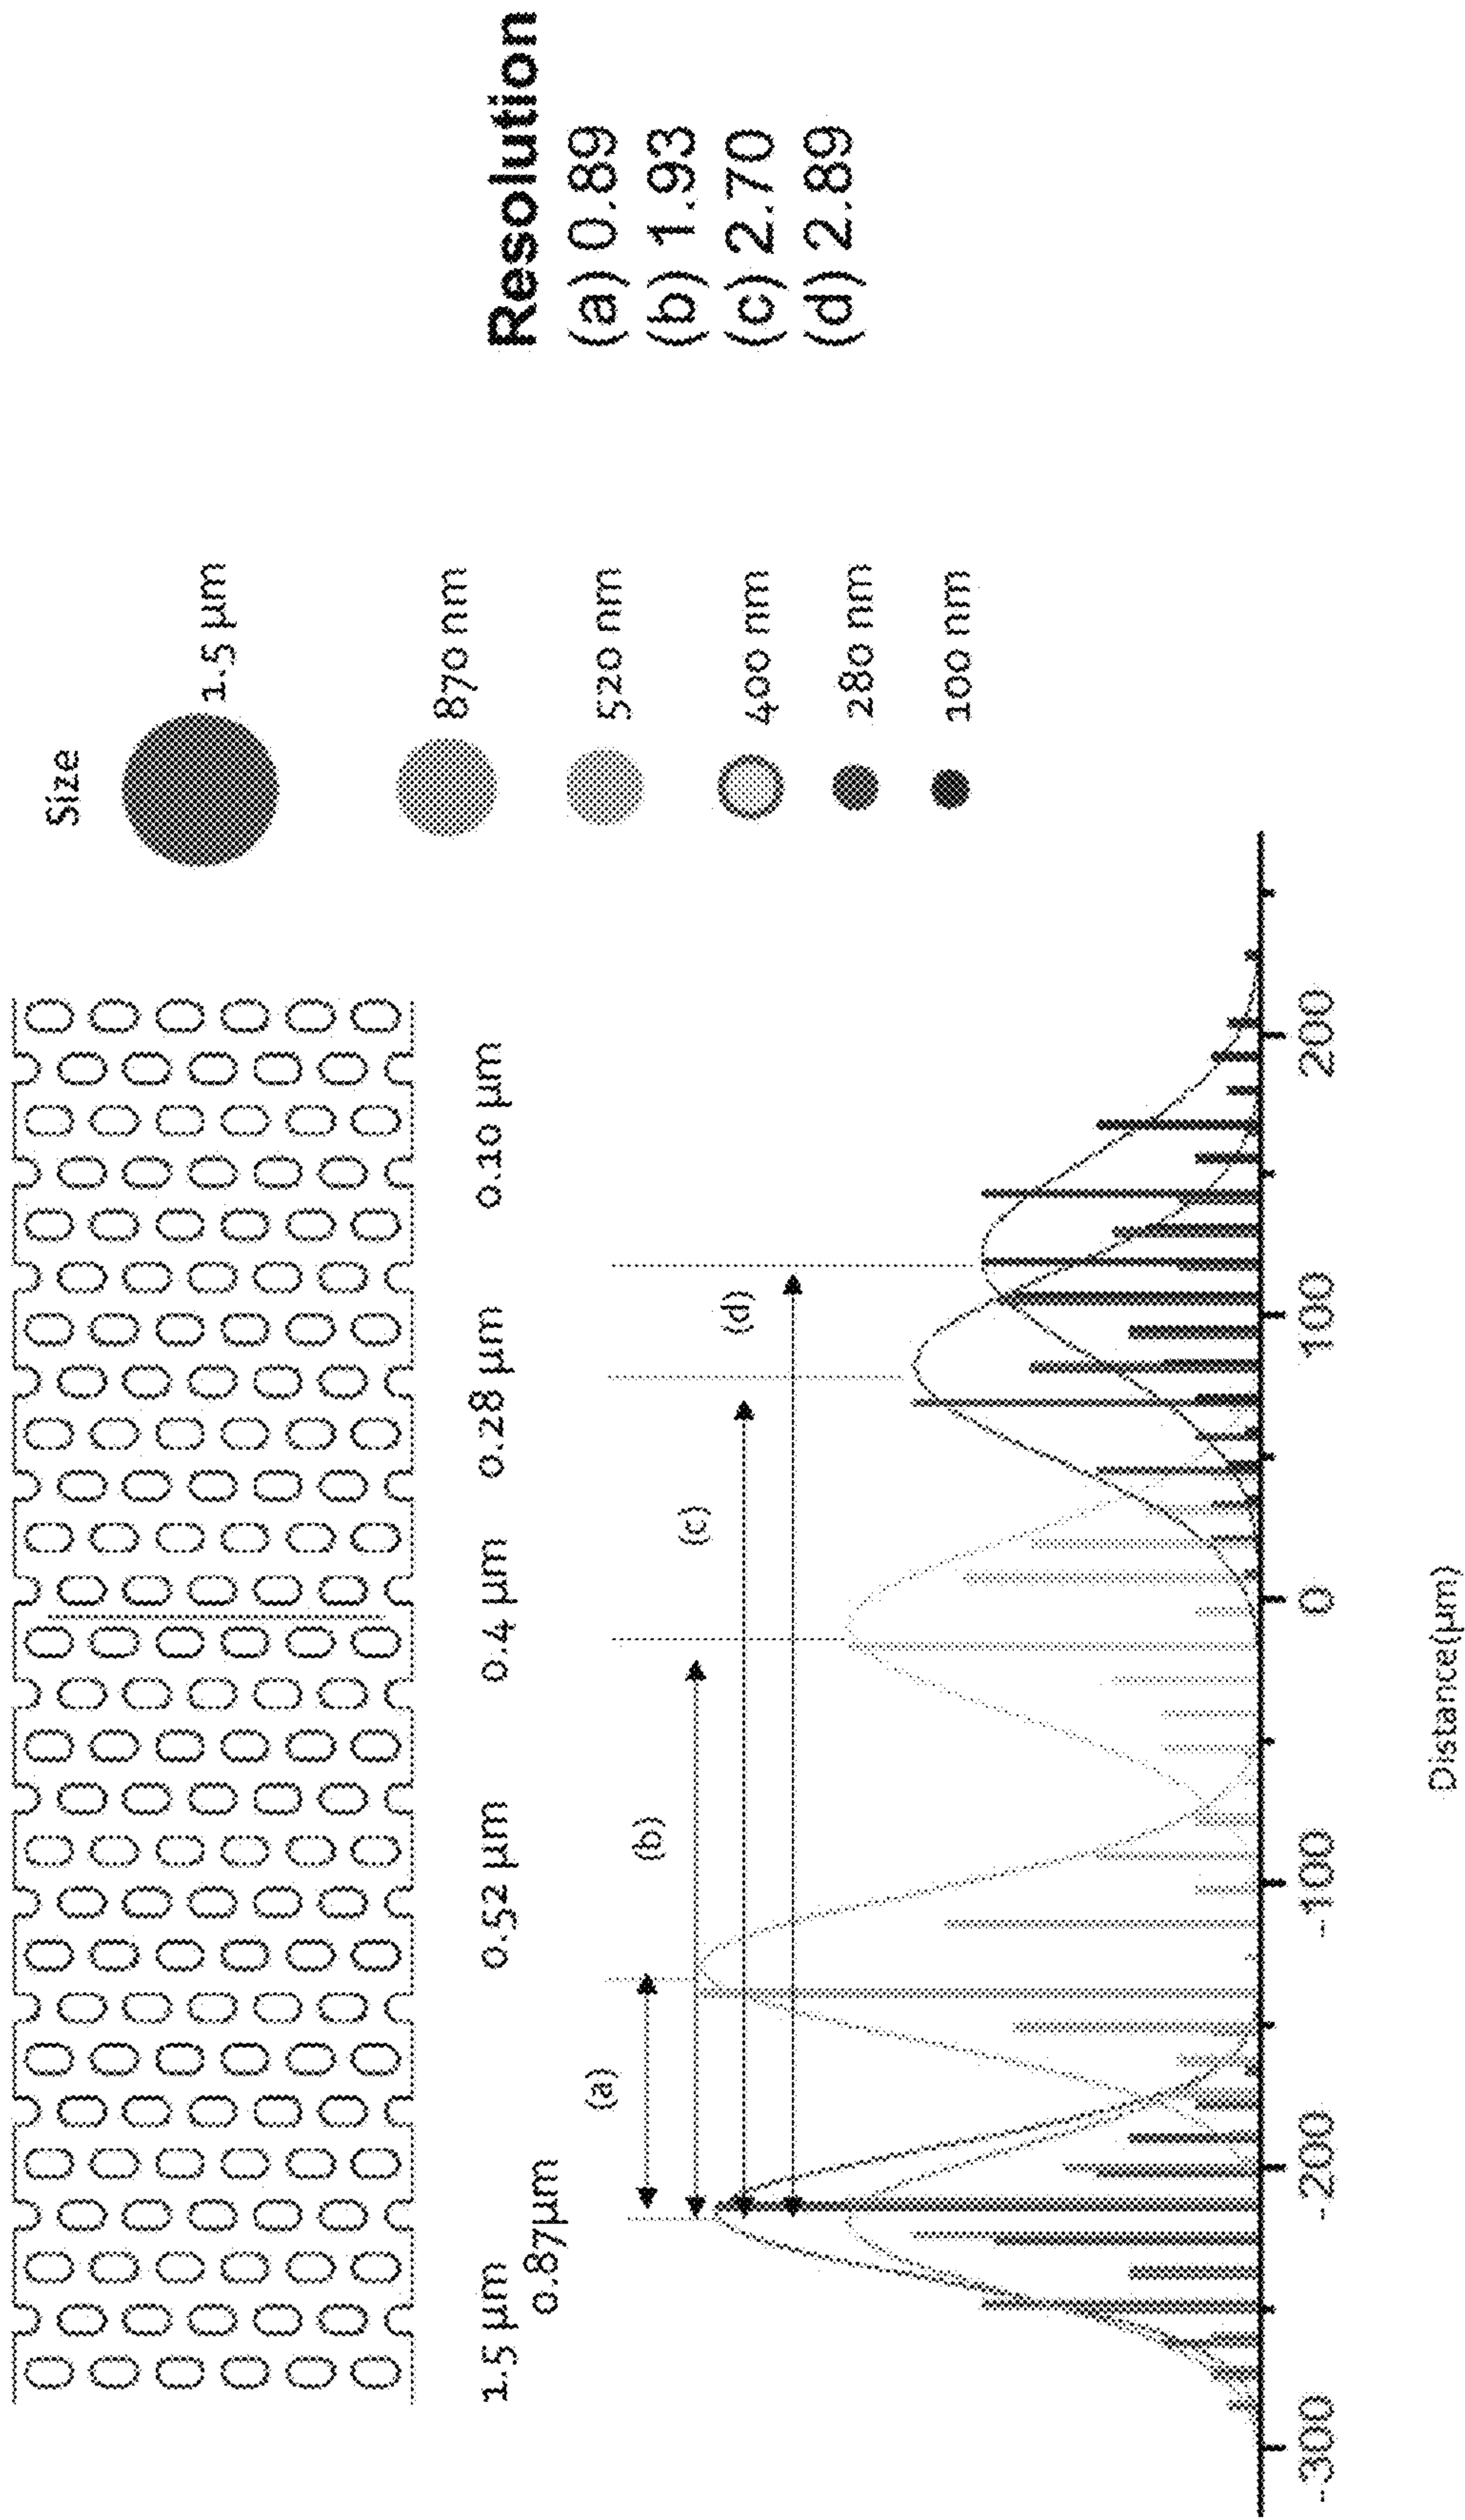 1.5 µm
0.87µm
0.52 µm
0.4 µm
0.28 µm
0.10 µm
(a)
(b)
(c)
(d)
-300
-200
-100
0
100
200
Distance(µm)
Size
1.5 µm
870 nm
520 nm
400 nm
280 nm
100 nm
Resolution
(a) 0.89
(b) 1.93
(c) 2.70
(d) 2.89